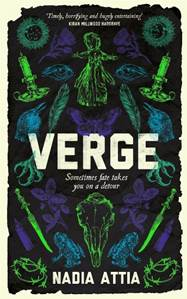 'Timely, horrifying and hugely entertaining'
KIRAN MILLWOOD HARGRAVE
VERGE
Sometimes fate takes
you on a detour
NADIA ATTIA